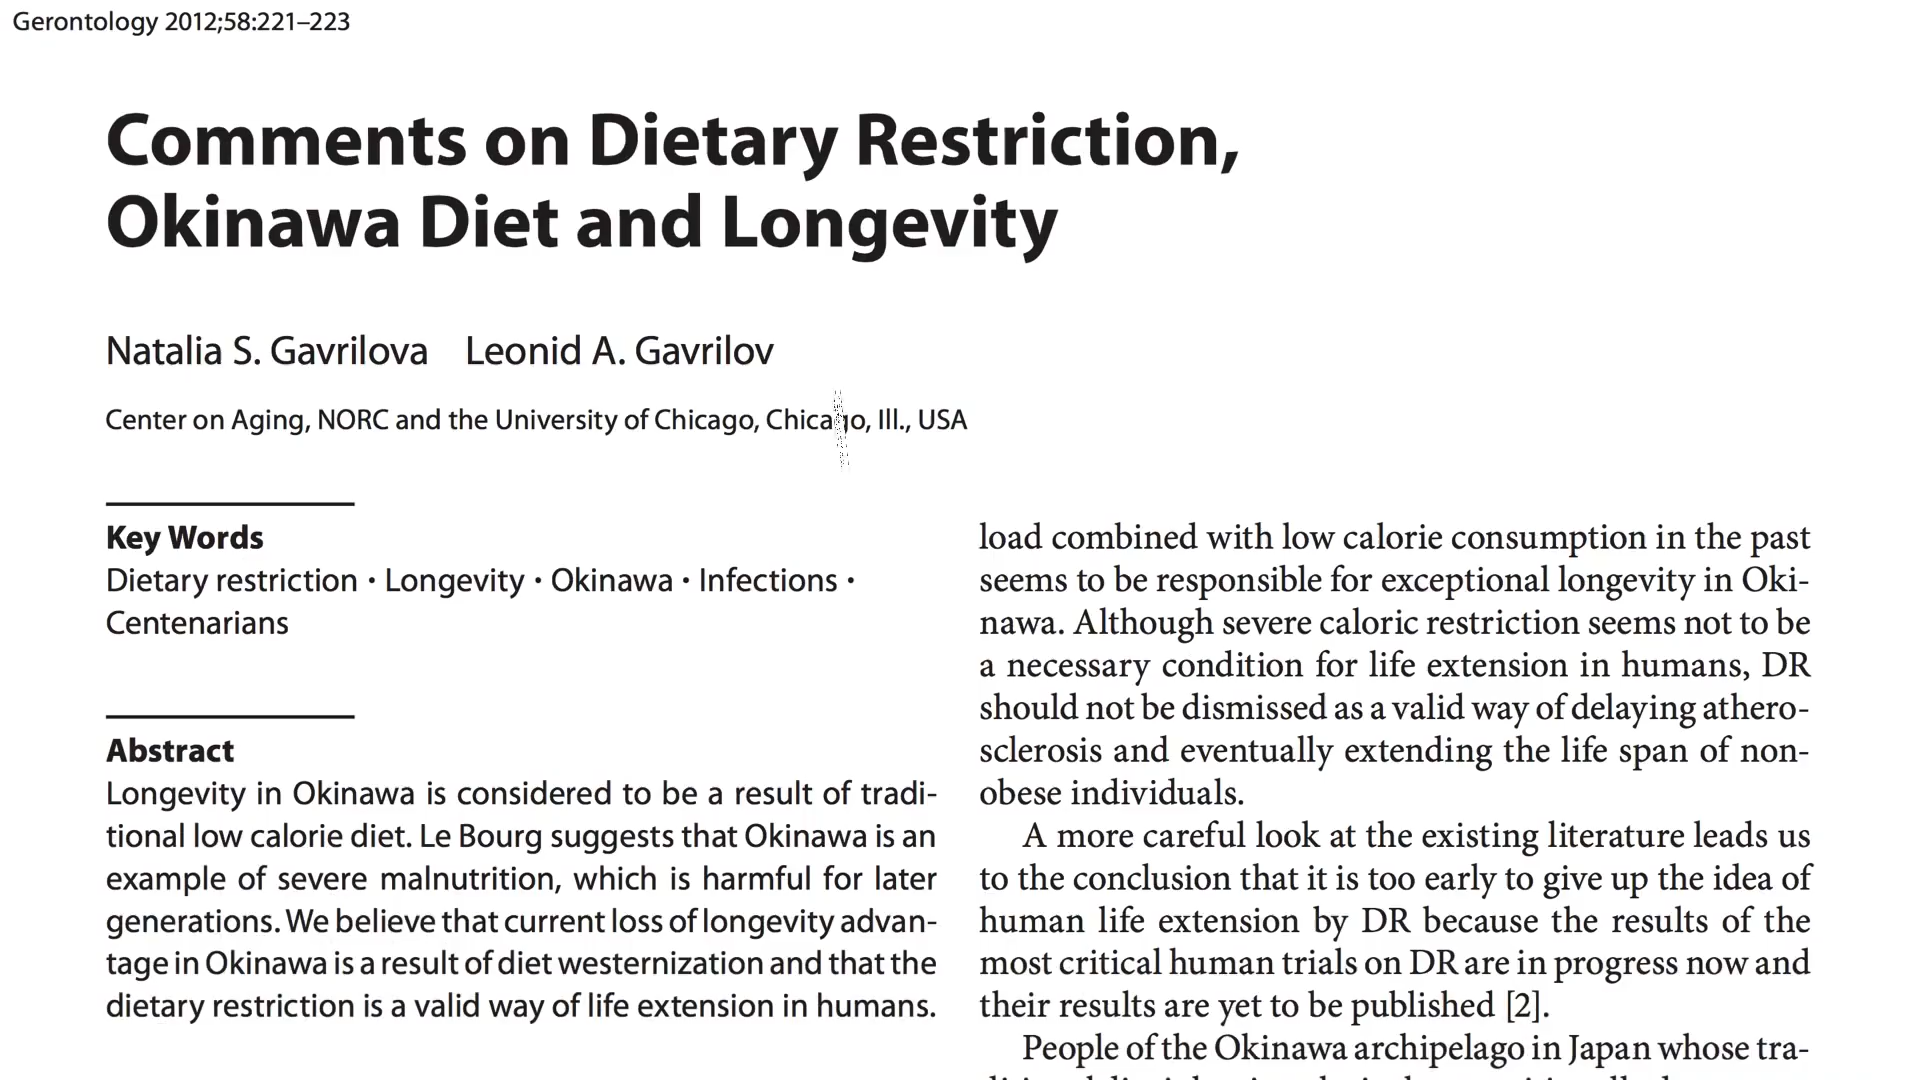 Gerontology 2012;58:221–223
Comments on Dietary Restriction,
Okinawa Diet and Longevity
Natalia S. Gavrilova Leonid A. Gavrilov
Center on Aging, NORC and the University of Chicago, Chicago, Ill., USA
Key Words
Dietary restriction · Longevity · Okinawa · Infections ·
Centenarians
Abstract
Longevity in Okinawa is considered to be a result of tradi-
tional low calorie diet. Le Bourg suggests that Okinawa is an
example of severe malnutrition, which is harmful for later
generations. We believe that current loss of longevity advan-
tage in Okinawa is a result of diet westernization and that the
dietary restriction is a valid way of life extension in humans.
load combined with low calorie consumption in the past
seems to be responsible for exceptional longevity in Oki-
nawa. Although severe caloric restriction seems not to be
a necessary condition for life extension in humans, DR
should not be dismissed as a valid way of delaying athero-
sclerosis and eventually extending the life span of non-
obese individuals.
A more careful look at the existing literature leads us
to the conclusion that it is too early to give up the idea of
human life extension by DR because the results of the
most critical human trials on DR are in progress now and
their results are yet to be published [2].
People of the Okinawa archipelago in Japan whose tra-